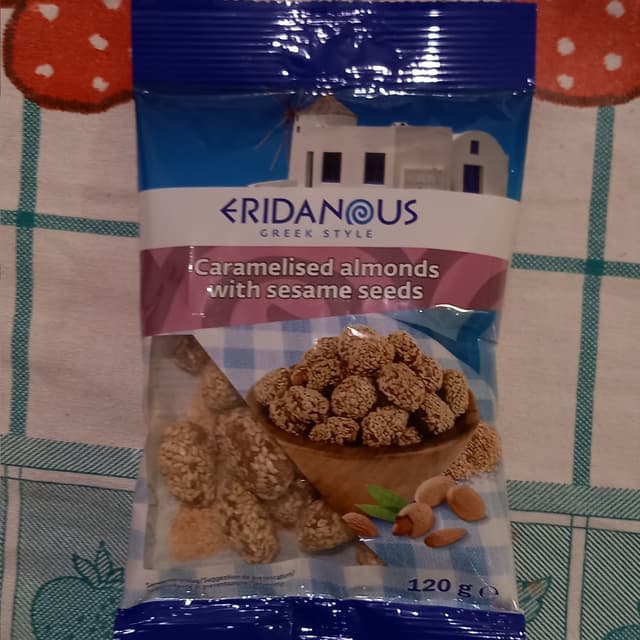 ERIDANOUS
GREEK STYLE
Caramelised almonds
with sesame seeds
120 g ℮